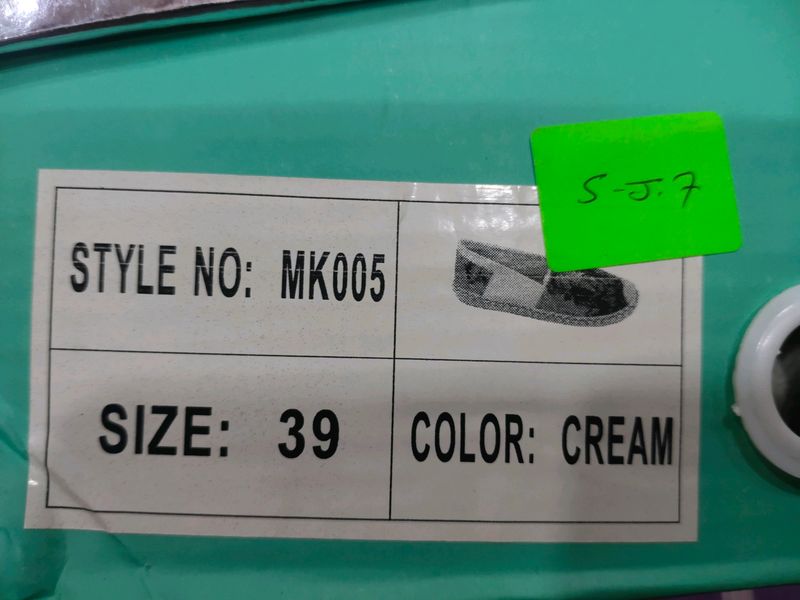 S-J.7
STYLE NO: MK005
SIZE: 39
COLOR: CREAM